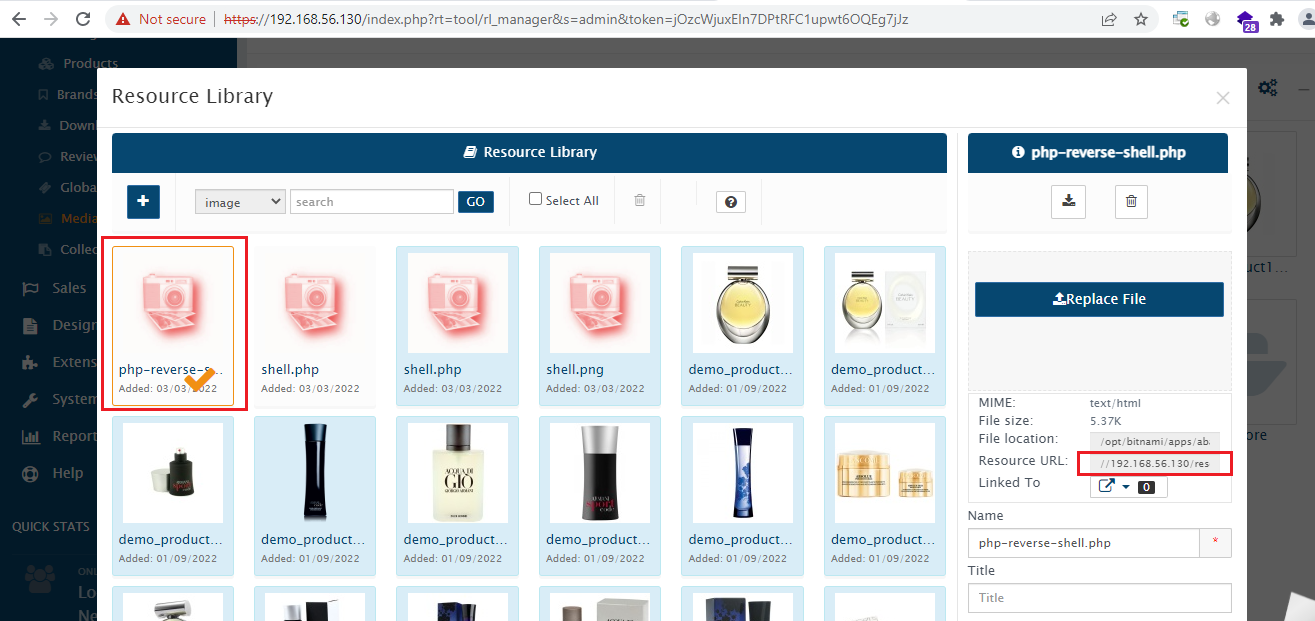 Not secure https://192.168.56.130/index.php?rt=tool/rl_manager&s=admin&token=jOzcWjuxEIn7DPtRFC1upwt6OQEg7jJz
28
Products
Brands
Down
Review
Globa
Media
Collec
Sales
Design
Extens
System
Report
Help
QUICK STATS
ONL
Lo
Ne
Resource Library
×
Resource Library
+ image search GO Select All ?
php-reverse-s...
Added: 03/03/2022
shell.php
Added: 03/03/2022
shell.php
Added: 03/03/2022
shell.png
Added: 03/03/2022
demo_product...
Added: 01/09/2022
demo_product...
Added: 01/09/2022
demo_product...
Added: 01/09/2022
demo_product...
Added: 01/09/2022
demo_product...
Added: 01/09/2022
demo_product...
Added: 01/09/2022
demo_product...
Added: 01/09/2022
demo_product...
Added: 01/09/2022
php-reverse-shell.php
Replace File
MIME: text/html
File size: 5.37K
File location: /opt/bitnami/apps/ab
Resource URL: //192.168.56.130/res
Linked To 0
Name
php-reverse-shell.php *
Title
Title
uct1...
ore